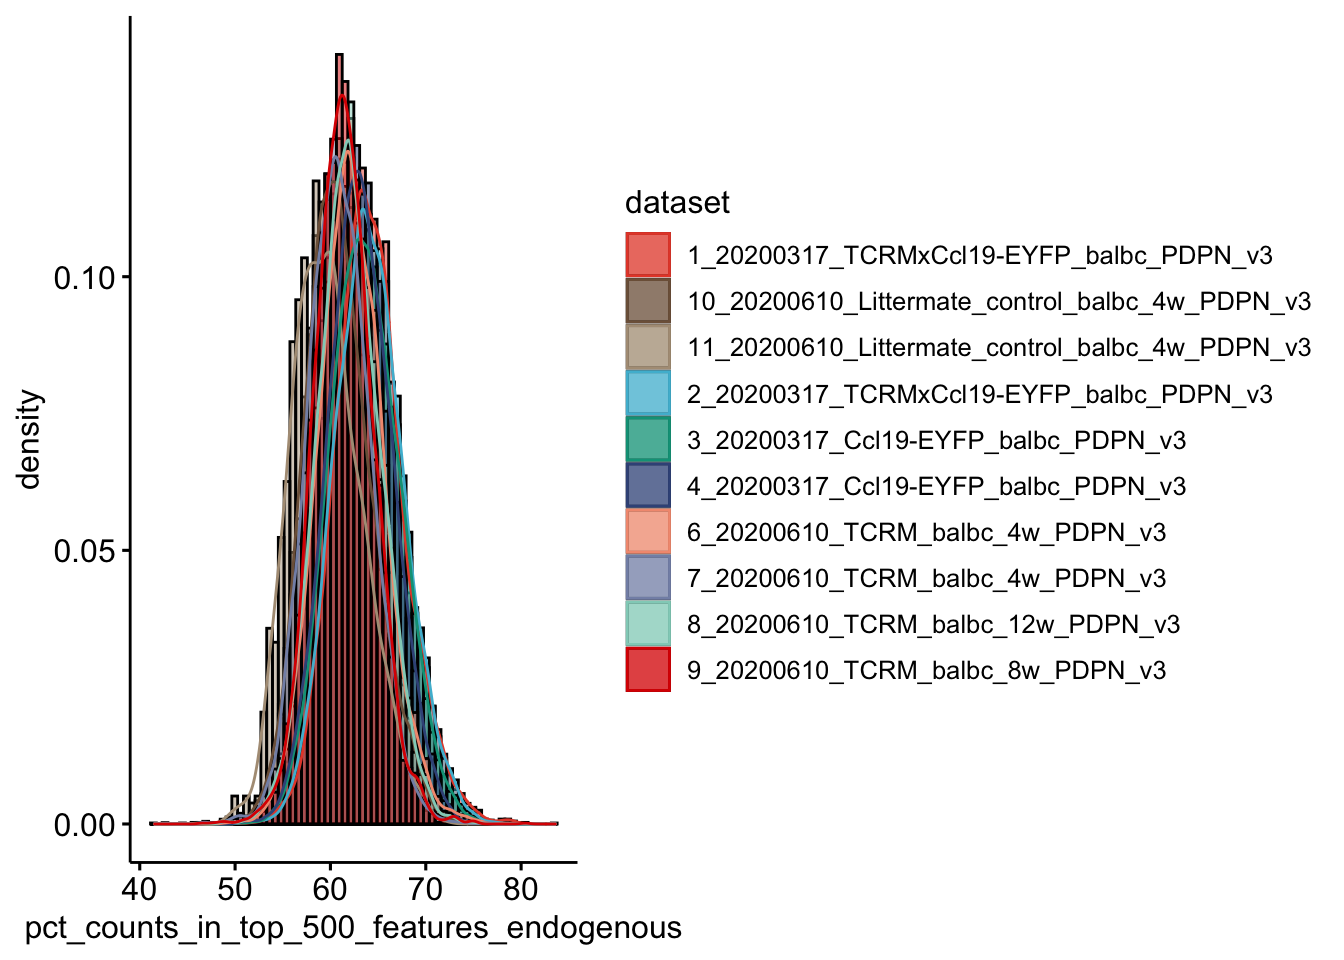 density
0.10
0.05
0.00
40 50 60 70 80
pct_counts_in_top_500_features_endogenous
dataset
1_20200317_TCRMxCcl19-EYFP_balbc_PDPN_v3
10_20200610_Littermate_control_balbc_4w_PDPN_v3
11_20200610_Littermate_control_balbc_4w_PDPN_v3
2_20200317_TCRMxCcl19-EYFP_balbc_PDPN_v3
3_20200317_Ccl19-EYFP_balbc_PDPN_v3
4_20200317_Ccl19-EYFP_balbc_PDPN_v3
6_20200610_TCRM_balbc_4w_PDPN_v3
7_20200610_TCRM_balbc_4w_PDPN_v3
8_20200610_TCRM_balbc_12w_PDPN_v3
9_20200610_TCRM_balbc_8w_PDPN_v3